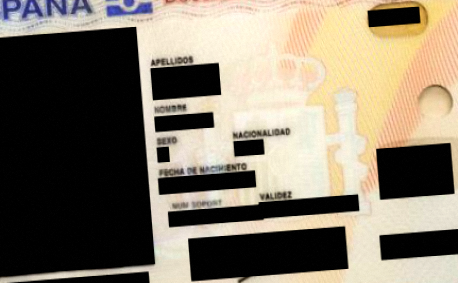 PAÑA
APELLIDOS
NOMBRE
SEXO
NACIONALIDAD
FECHA DE NACIMIENTO
NUM SOPORT
VALIDEZ